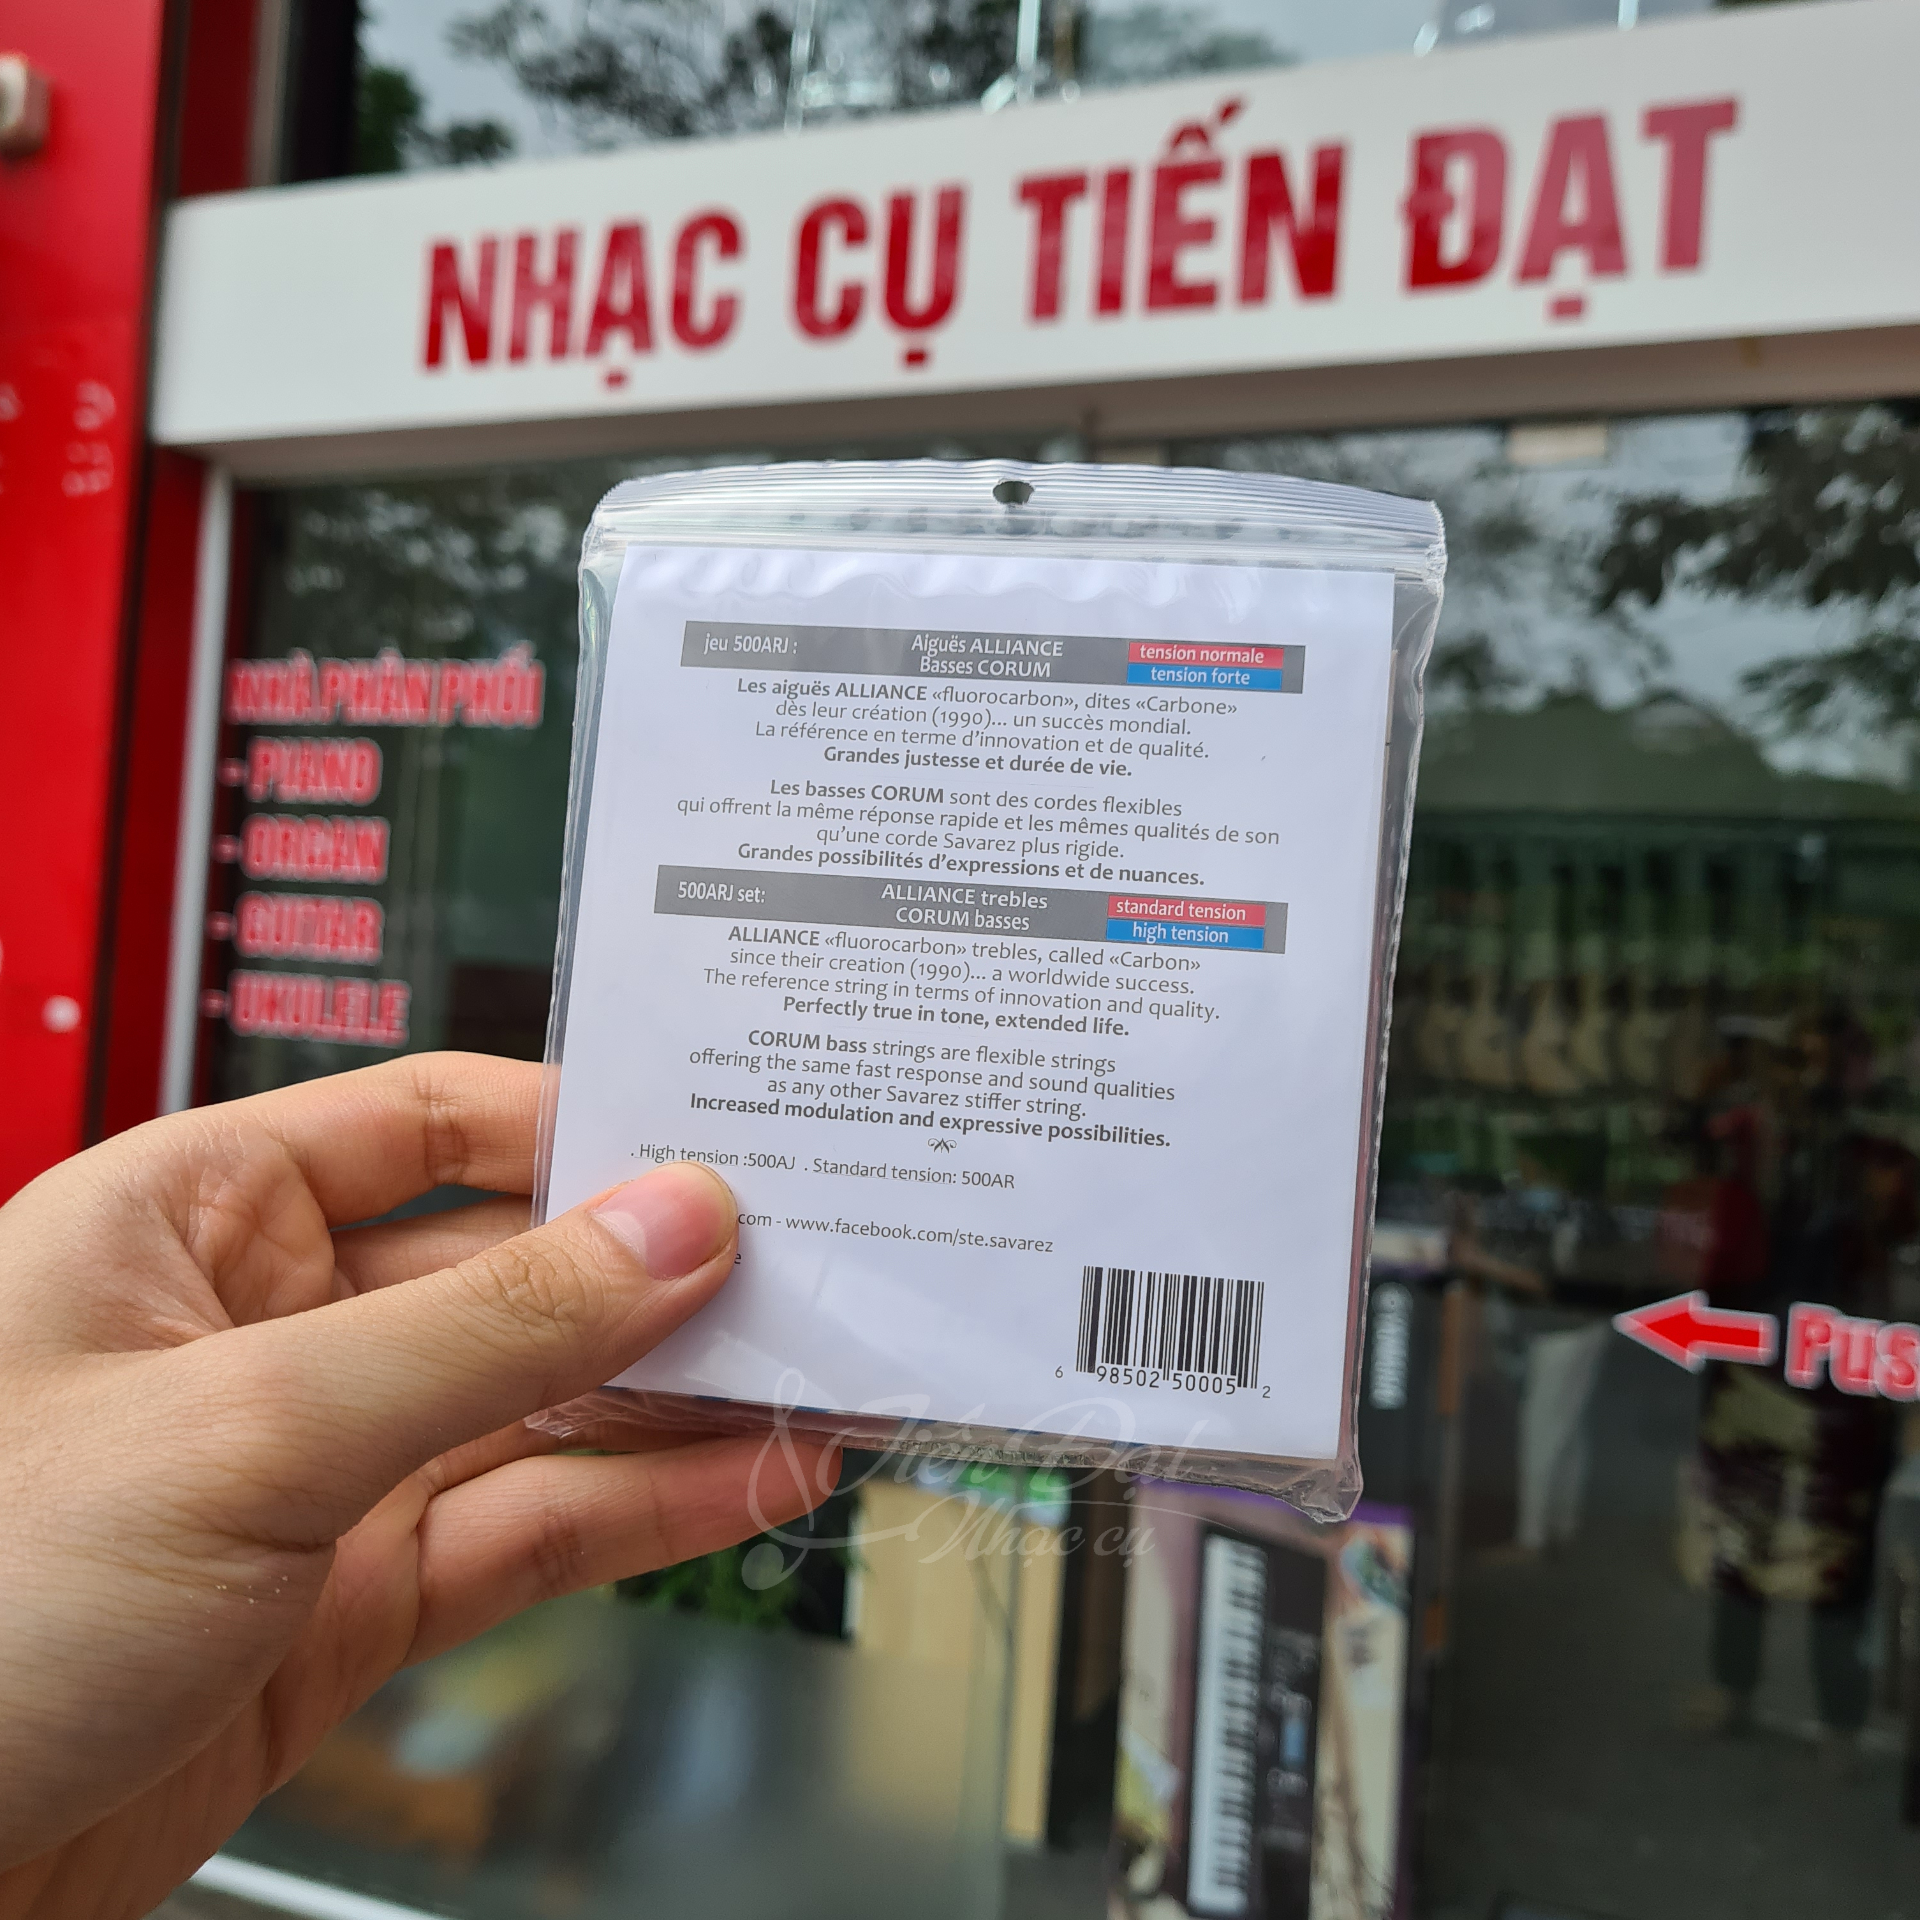 NHẠC CỤ TIẾN ĐẠT
NHÀ PHÂN PHỐI
- PIANO
- ORGAN
- GUITAR
- UKULELE
jeu 500ARJ :
Aiguës ALLIANCE
Basses CORUM
tension normale
tension forte
Les aiguës ALLIANCE «fluorocarbon», dites «Carbone»
dès leur création (1990)... un succès mondial.
La référence en terme d'innovation et de qualité.
Grandes justesse et durée de vie.
Les basses CORUM sont des cordes flexibles
qui offrent la même réponse rapide et les mêmes qualités de son
qu'une corde Savarez plus rigide.
Grandes possibilités d'expressions et de nuances.
500ARJ set:
ALLIANCE trebles
CORUM basses
standard tension
high tension
ALLIANCE «fluorocarbon» trebles, called «Carbon»
since their creation (1990)... a worldwide success.
The reference string in terms of innovation and quality.
Perfectly true in tone, extended life.
CORUM bass strings are flexible strings
offering the same fast response and sound qualities
as any other Savarez stiffer string.
Increased modulation and expressive possibilities.
. High tension :500AJ . Standard tension: 500AR
com - www.facebook.com/ste.savarez
6 98502 50005 2
Tiến Đạt
Nhạc cụ
Pus